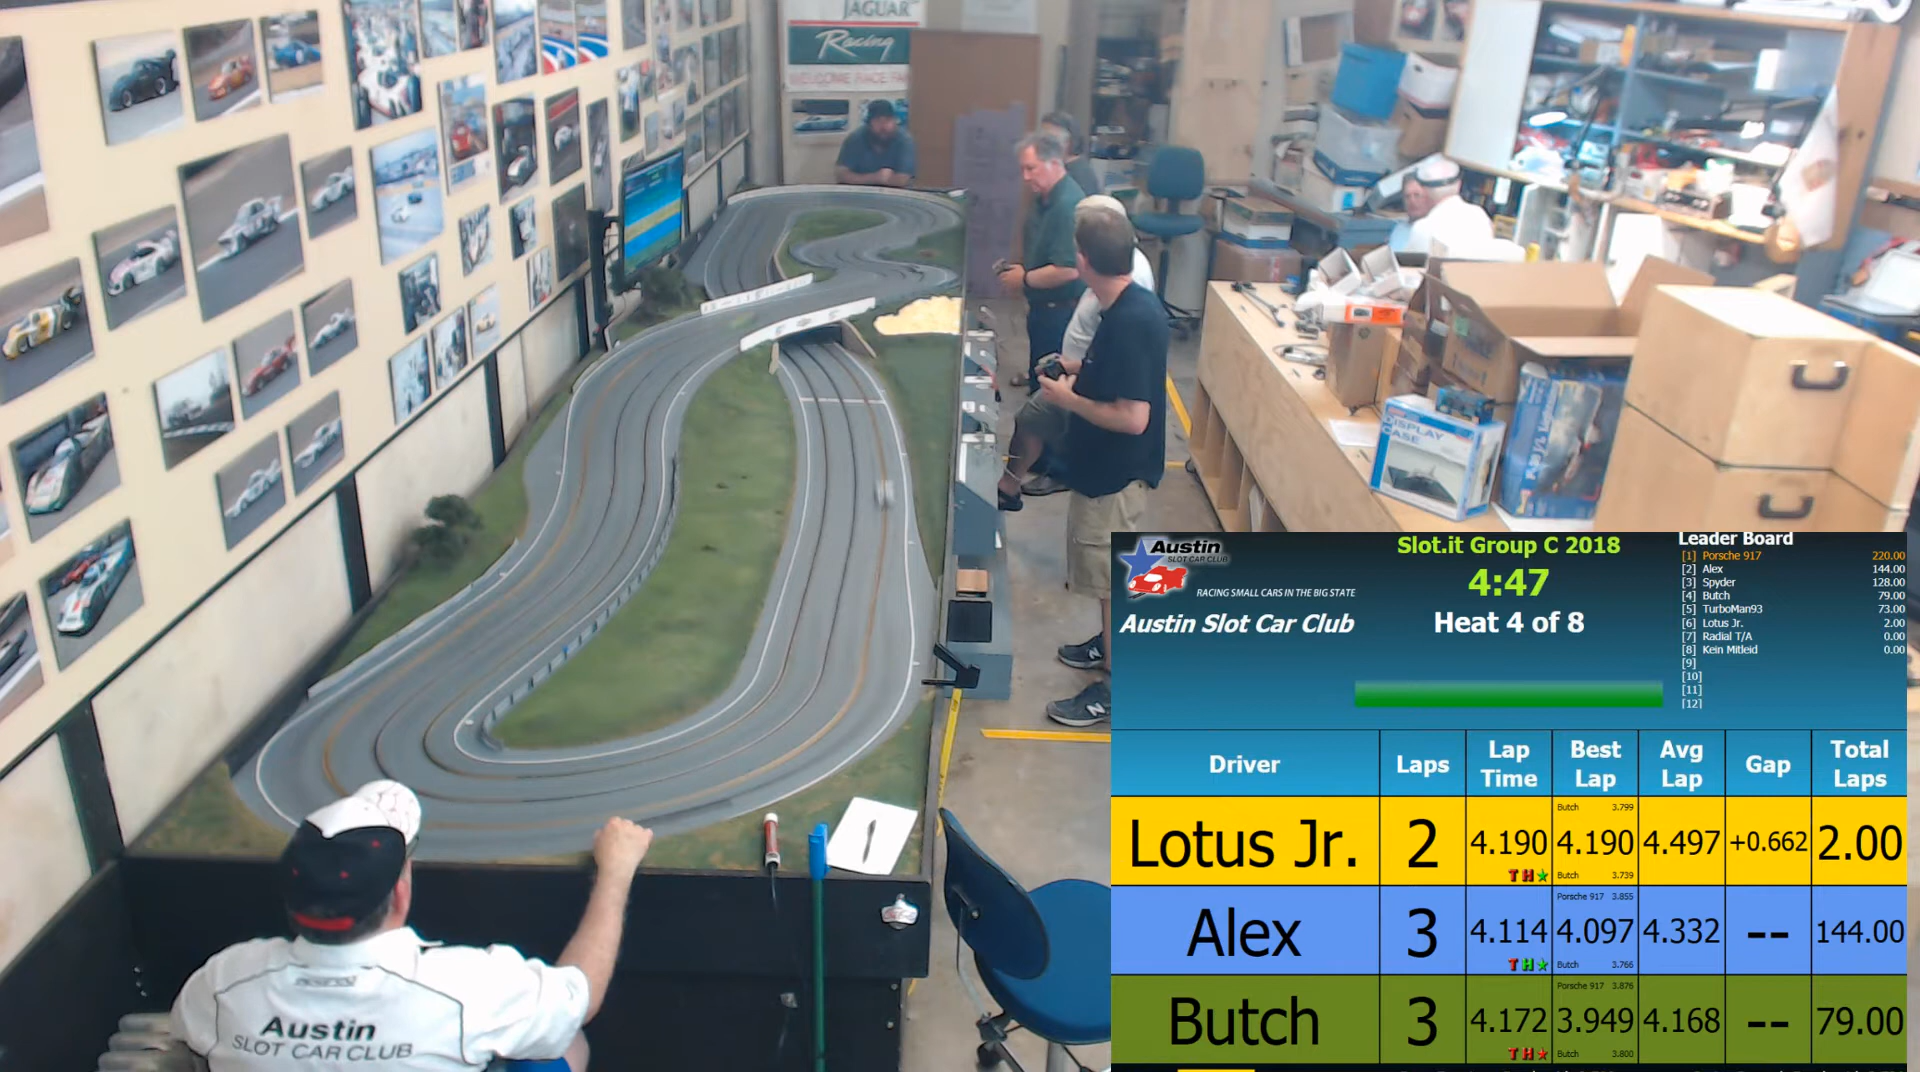 JAGUAR
Racing
WELCOME RACE FA
DISPLAY
CASE
Austin
SLOT CAR CLUB
Austin
SLOT CAR CLUB
RACING SMALL CARS IN THE BIG STATE
Austin Slot Car Club
Slot.it Group C 2018
4:47
Heat 4 of 8
Leader Board
[1] Porsche 917 220.00
[2] Alex 144.00
[3] Spyder 128.00
[4] Butch 79.00
[5] TurboMan93 73.00
[6] Lotus Jr. 2.00
[7] Radial T/A 0.00
[8] Kein Mitleid 0.00
[9]
[10]
[11]
[12]
Driver Laps Lap Time Best Lap Avg Lap Gap Total Laps
Butch 3.799
Lotus Jr. 2 4.190 4.190 4.497 +0.662 2.00
T H Butch 3.739
Porsche 917 3.855
Alex 3 4.114 4.097 4.332 -- 144.00
T H Butch 3.766
Porsche 917 3.876
Butch 3 4.172 3.949 4.168 -- 79.00
T H Butch 3.800